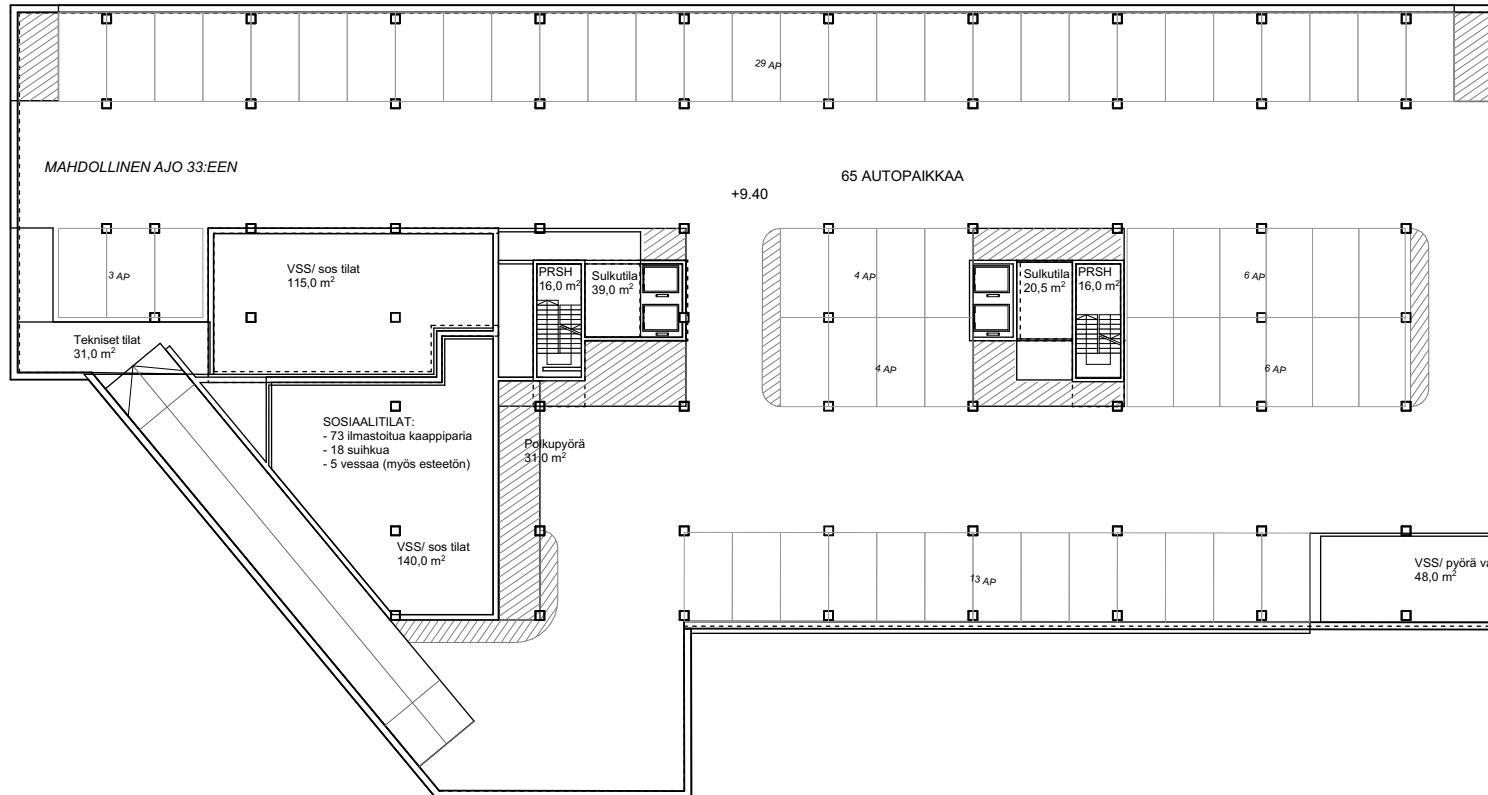 29 AP
MAHDOLLINEN AJO 33:EEN
65 AUTOPAIKKAA
+9.40
3 AP
VSS/ sos tilat
115,0 m²
PRSH
16,0 m²
Sulkutila
39,0 m²
4 AP
Sulkutila
20,5 m²
PRSH
16,0 m²
6 AP
Tekniset tilat
31,0 m²
4 AP
6 AP
SOSIAALITILAT:
- 73 ilmastoitua kaappiparia
- 18 suihkua
- 5 vessaa (myös esteetön)
Polkupyörä
31,0 m²
VSS/ sos tilat
140,0 m²
13 AP
VSS/ pyörä va
48,0 m²